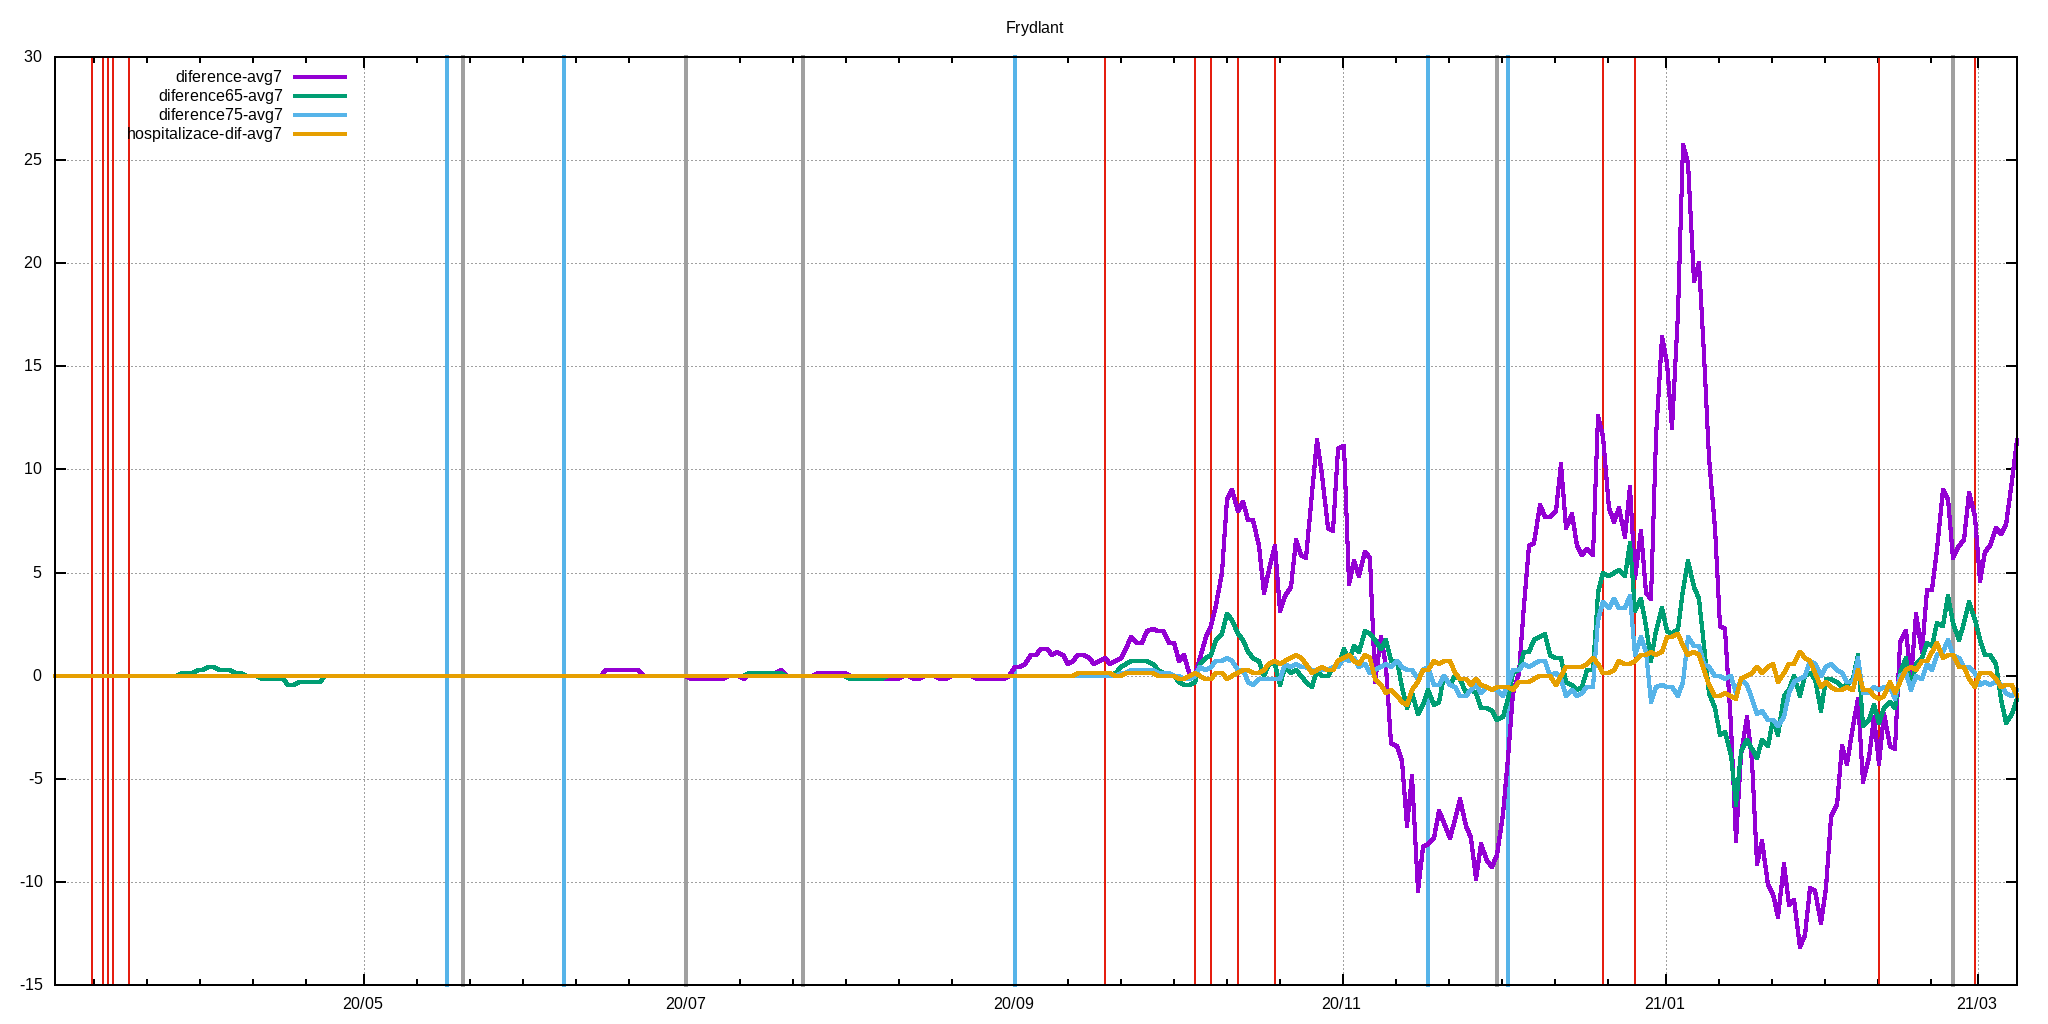 Frydlant
30
diference-avg7
diference65-avg7
diference75-avg7
hospitalizace-dif-avg7
25
20
15
10
5
0
-5
-10
-15
20/05 20/07 20/09 20/11 21/01 21/03